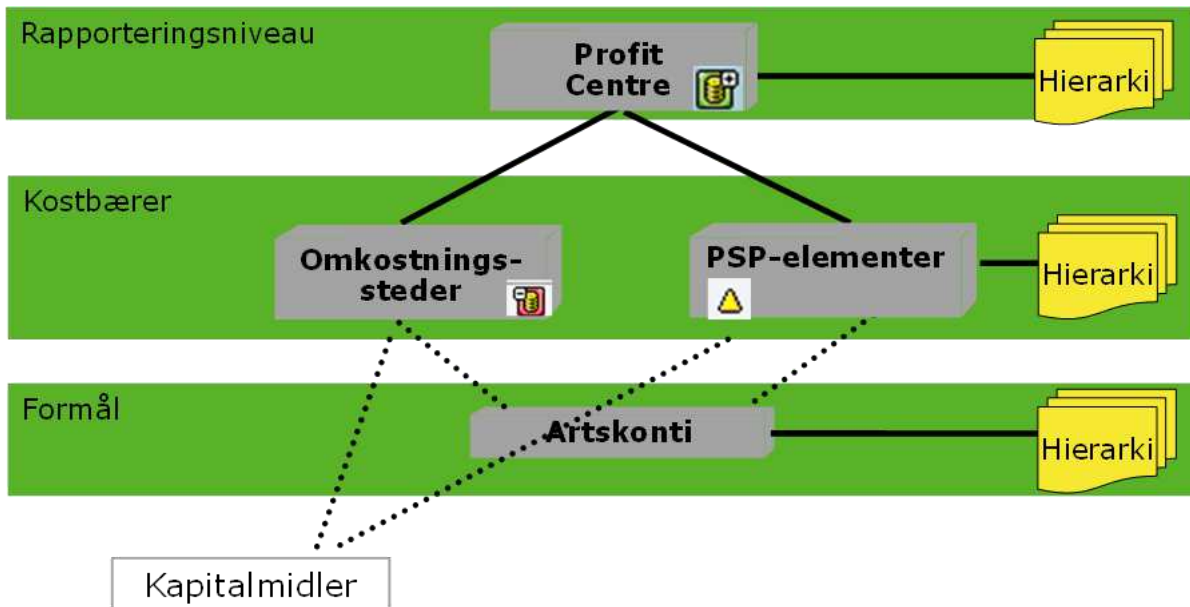 Rapporteringsniveau
Profit
Centre
Hierarki
Kostbærer
Omkostnings-
steder
PSP-elementer
Hierarki
Formål
Artskonti
Hierarki
Kapitalmidler